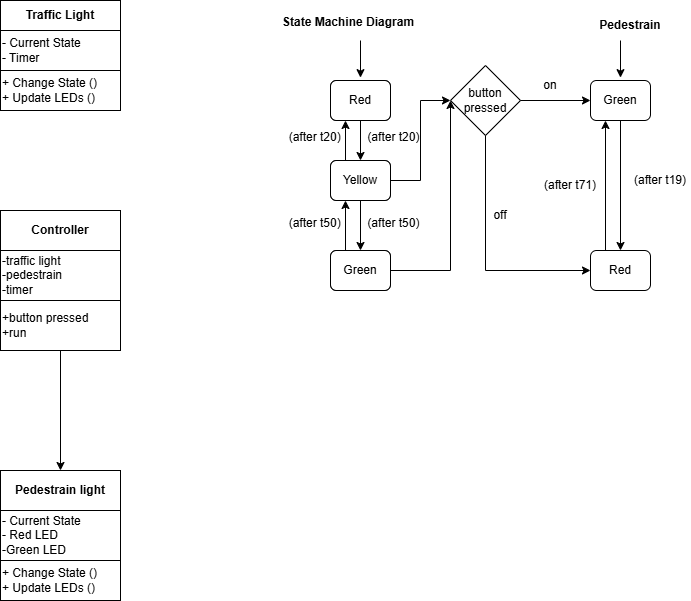 Traffic Light
- Current State
- Timer
+ Change State ()
+ Update LEDs ()
Controller
-traffic light
-pedestrain
-timer
+button pressed
+run
Pedestrain light
- Current State
- Red LED
-Green LED
+ Change State ()
+ Update LEDs ()
State Machine Diagram
Red
(after t20)
(after t20)
Yellow
(after t50)
(after t50)
Green
button
pressed
on
off
Pedestrain
Green
(after t71)
(after t19)
Red